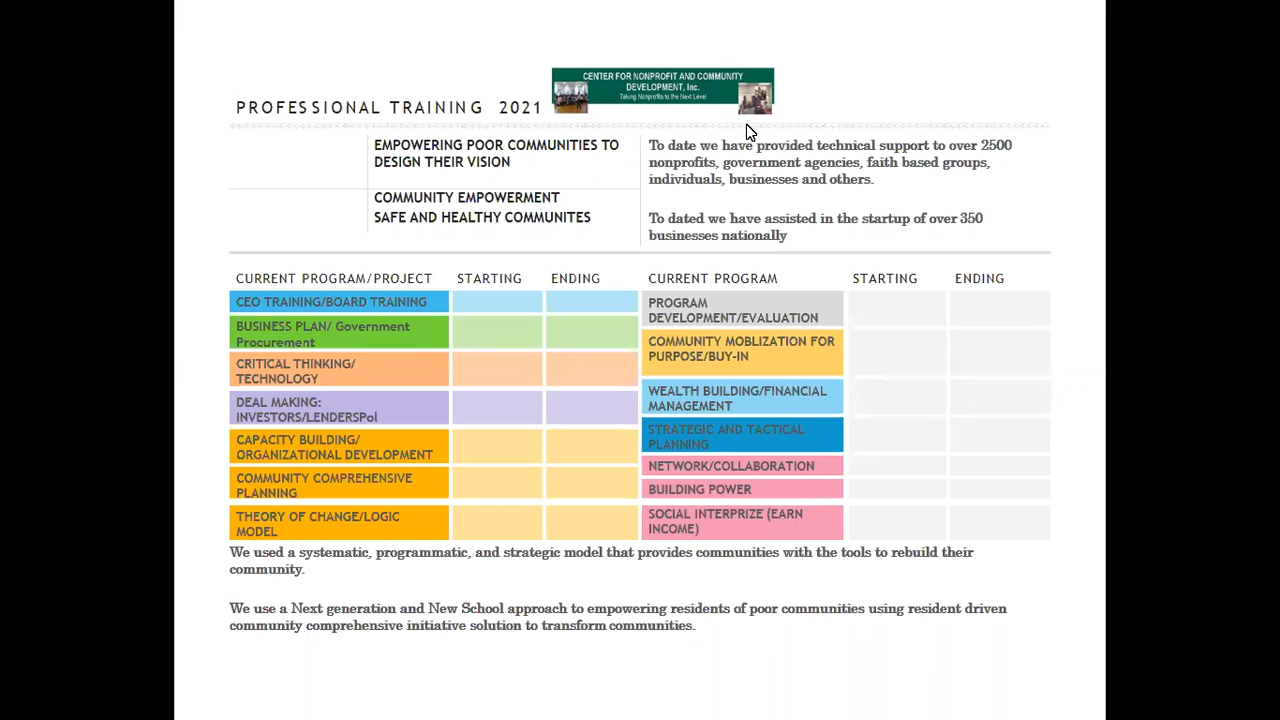 CENTER FOR NONPROFIT AND COMMUNITY
DEVELOPMENT, Inc.
Taking Nonprofits to the Next Level
PROFESSIONAL TRAINING 2021
EMPOWERING POOR COMMUNITIES TO
DESIGN THEIR VISION
COMMUNITY EMPOWERMENT
SAFE AND HEALTHY COMMUNITES
To date we have provided technical support to over 2500
nonprofits, government agencies, faith based groups,
individuals, businesses and others.
To dated we have assisted in the startup of over 350
businesses nationally
CURRENT PROGRAM/PROJECT STARTING ENDING
CEO TRAINING/BOARD TRAINING
BUSINESS PLAN/ Government
Procurement
CRITICAL THINKING/
TECHNOLOGY
DEAL MAKING:
INVESTORS/LENDERSPol
CAPACITY BUILDING/
ORGANIZATIONAL DEVELOPMENT
COMMUNITY COMPREHENSIVE
PLANNING
THEORY OF CHANGE/LOGIC
MODEL
CURRENT PROGRAM STARTING ENDING
PROGRAM
DEVELOPMENT/EVALUATION
COMMUNITY MOBLIZATION FOR
PURPOSE/BUY-IN
WEALTH BUILDING/FINANCIAL
MANAGEMENT
STRATEGIC AND TACTICAL
PLANNING
NETWORK/COLLABORATION
BUILDING POWER
SOCIAL INTERPRIZE (EARN
INCOME)
We used a systematic, programmatic, and strategic model that provides communities with the tools to rebuild their
community.
We use a Next generation and New School approach to empowering residents of poor communities using resident driven
community comprehensive initiative solution to transform communities.